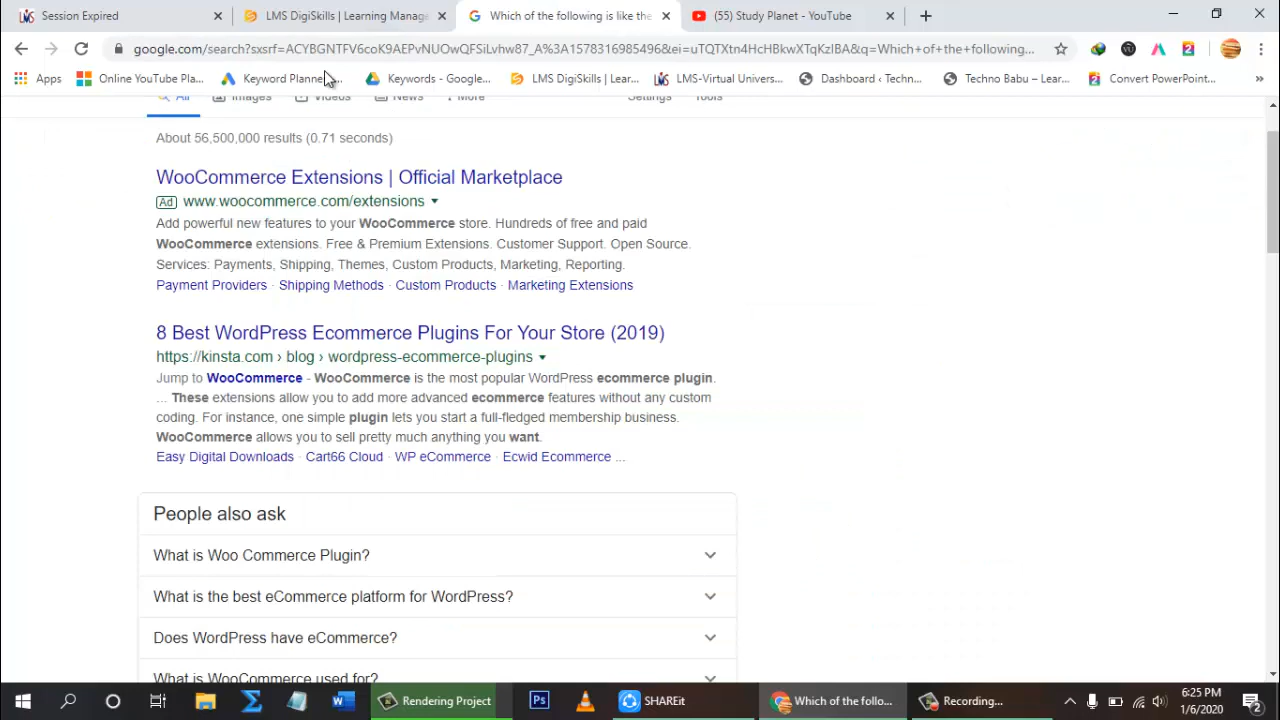 Session Expired
LMS DigiSkills | Learning Manage
Which of the following is like the
(55) Study Planet - YouTube
google.com/search?sxsrf=ACYBGNTFV6coK9AEPvNUOwQFSiLvhw87_A%3A1578316985496&ei=uTQTXtn4HcHBkwXTqKzIBA&q=Which+of+the+following...
Apps
Online YouTube Pla...
Keyword Planne...
Keywords - Google...
LMS DigiSkills | Lear...
LMS-Virtual Univers...
Dashboard ‹ Techn...
Techno Babu – Lear...
Convert PowerPoint...
All
Images
Videos
News
More
Settings
Tools
About 56,500,000 results (0.71 seconds)
WooCommerce Extensions | Official Marketplace
Ad www.woocommerce.com/extensions
Add powerful new features to your WooCommerce store. Hundreds of free and paid
WooCommerce extensions. Free & Premium Extensions. Customer Support. Open Source.
Services: Payments, Shipping, Themes, Custom Products, Marketing, Reporting.
Payment Providers · Shipping Methods · Custom Products · Marketing Extensions
8 Best WordPress Ecommerce Plugins For Your Store (2019)
https://kinsta.com › blog › wordpress-ecommerce-plugins
Jump to WooCommerce - WooCommerce is the most popular WordPress ecommerce plugin.
... These extensions allow you to add more advanced ecommerce features without any custom
coding. For instance, one simple plugin lets you start a full-fledged membership business.
WooCommerce allows you to sell pretty much anything you want.
Easy Digital Downloads · Cart66 Cloud · WP eCommerce · Ecwid Ecommerce ...
People also ask
What is Woo Commerce Plugin?
What is the best eCommerce platform for WordPress?
Does WordPress have eCommerce?
What is WooCommerce used for?
Rendering Project
SHAREit
Which of the follo...
Recording...
6:25 PM
1/6/2020
2